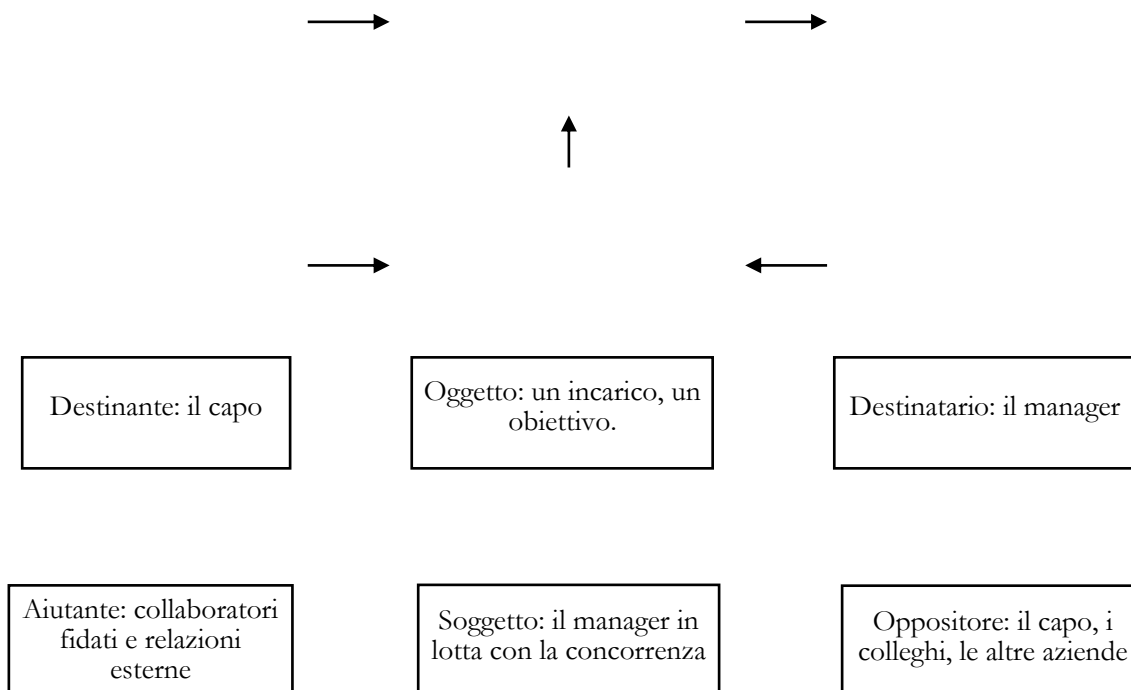 Destinante: il capo
Oggetto: un incarico, un
obiettivo.
Destinatario: il manager
Aiutante: collaboratori
fidati e relazioni
esterne
Soggetto: il manager in
lotta con la concorrenza
Oppositore: il capo, i
colleghi, le altre aziende